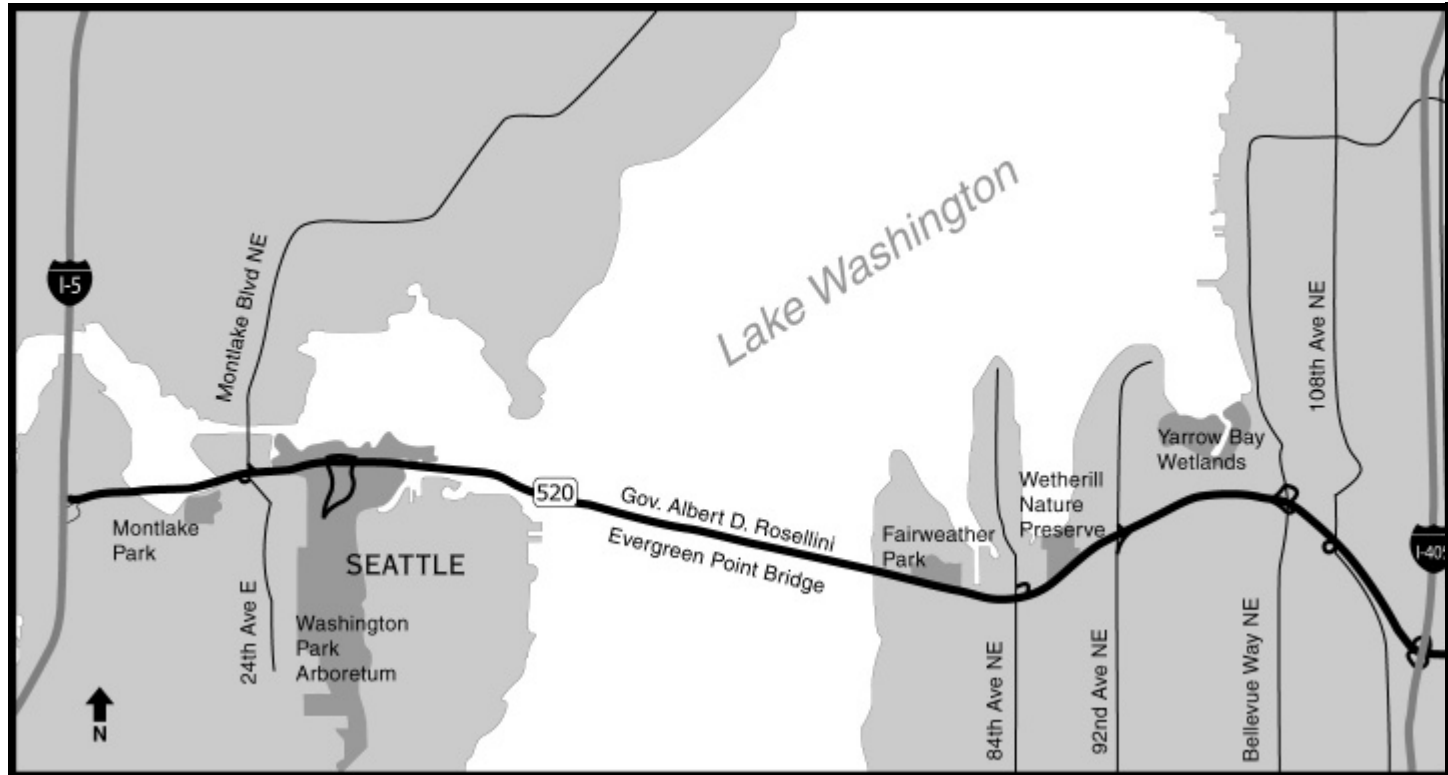 Lake Washington
Montlake Blvd NE
I-5
108th Ave NE
Yarrow Bay
Wetlands
520
Gov. Albert D. Rosellini
Evergreen Point Bridge
Wetherill
Nature
Preserve
Fairweather
Park
Montlake
Park
SEATTLE
I-405
24th Ave E
Washington
Park
Arboretum
84th Ave NE
92nd Ave NE
Bellevue Way NE
N